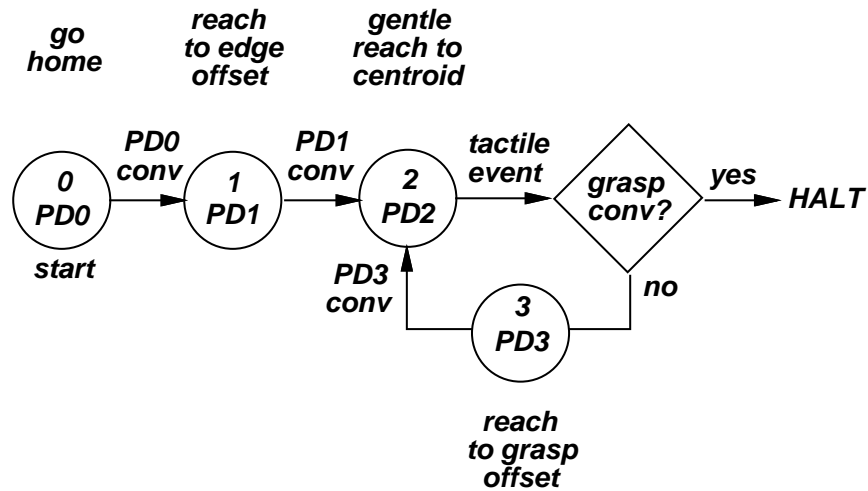 go
home
reach
to edge
offset
gentle
reach to
centroid
PD0
conv
PD1
conv
tactile
event
0
PD0
1
PD1
2
PD2
grasp
conv?
yes
HALT
start
PD3
conv
no
3
PD3
reach
to grasp
offset